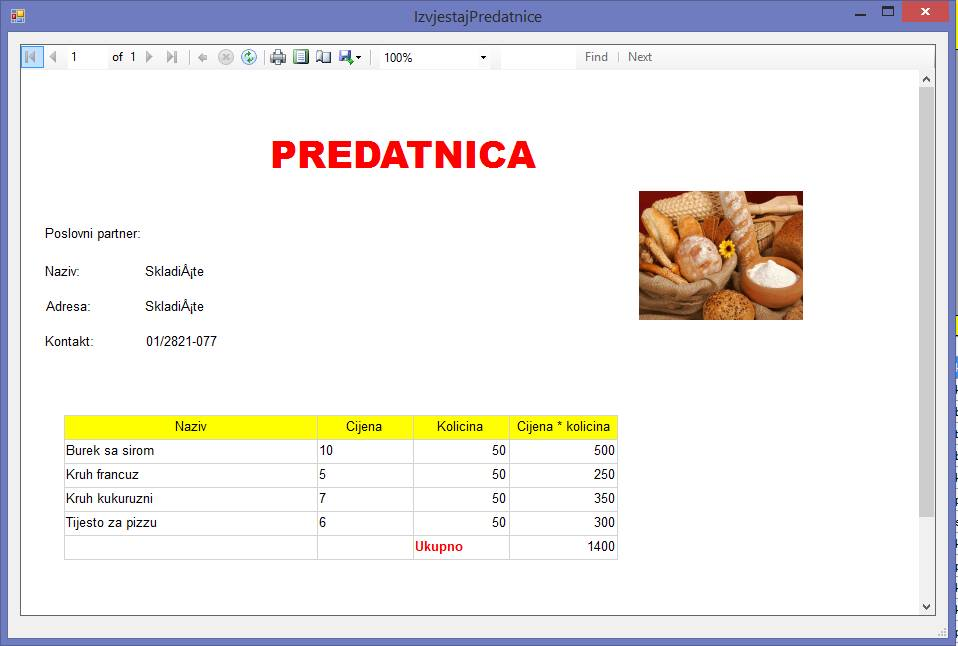 IzvjestajPredatnice
1 of 1 100% Find | Next
PREDATNICA
Poslovni partner:
Naziv: SkladiÅ¡te
Adresa: SkladiÅ¡te
Kontakt: 01/2821-077
Naziv Cijena Kolicina Cijena * kolicina
Burek sa sirom 10 50 500
Kruh francuz 5 50 250
Kruh kukuruzni 7 50 350
Tijesto za pizzu 6 50 300
Ukupno 1400